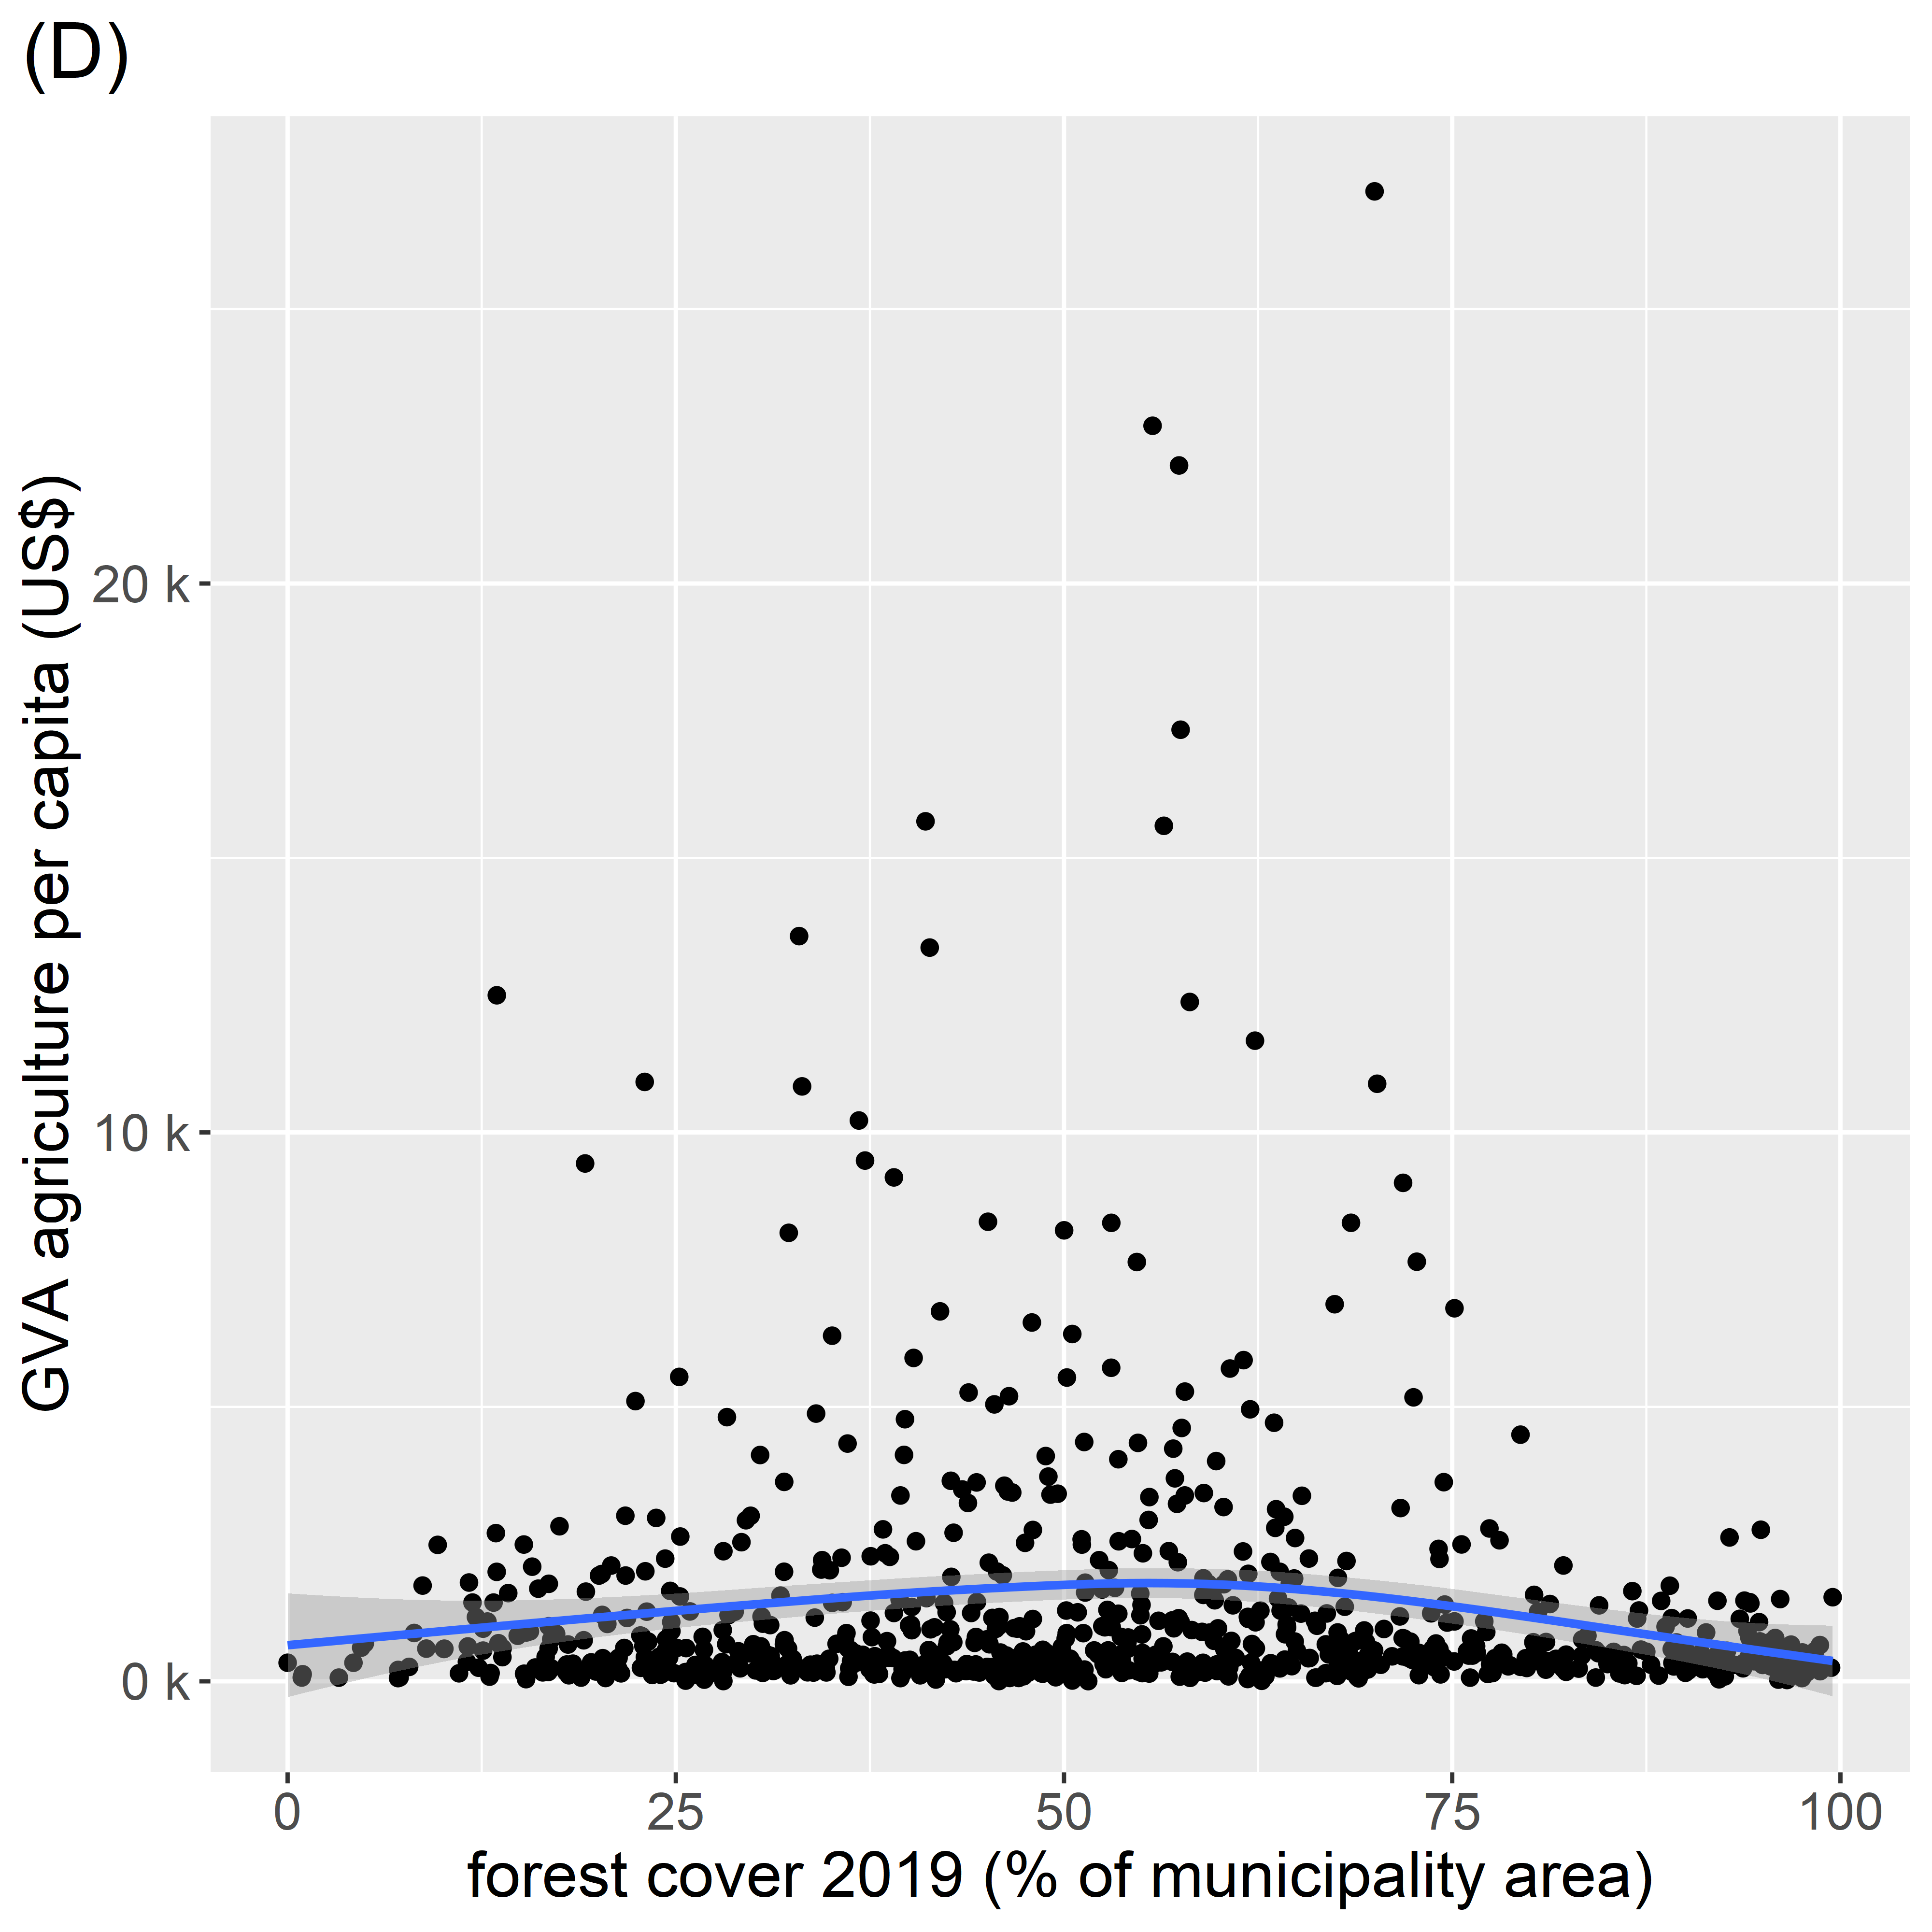 (D)
GVA agriculture per capita (US$)
20 k
10 k
0 k
0 25 50 75 100
forest cover 2019 (% of municipality area)